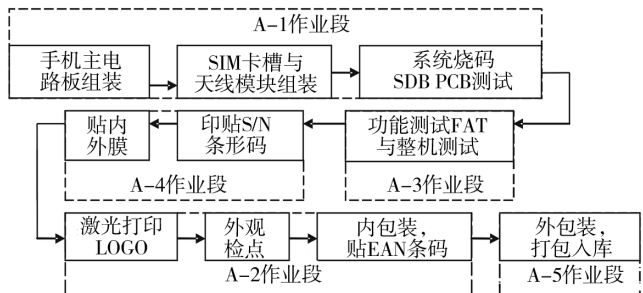 A-1作业段
手机主电
路板组装
SIM卡槽与
天线模块组装
系统烧码
SDB PCB测试
功能测试FAT
与整机测试
A-3作业段
印贴S/N
条形码
贴内
外膜
A-4作业段
激光打印
LOGO
外观
检点
内包装，
贴EAN条码
A-2作业段
外包装，
打包入库
A-5作业段